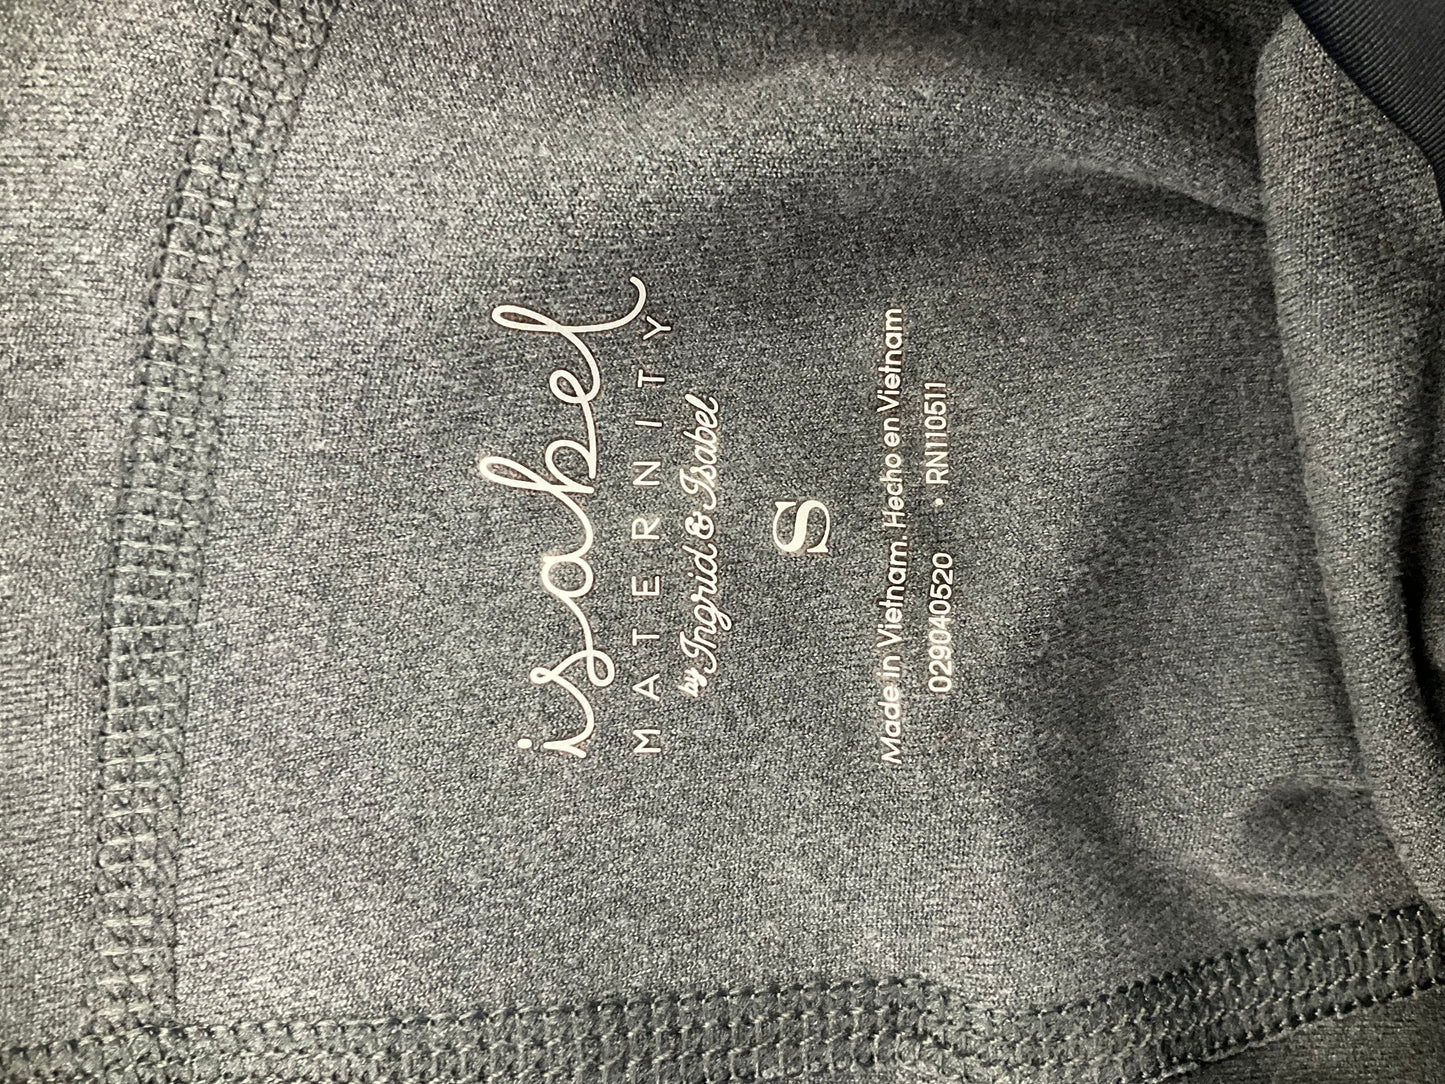 isabel
MATERNITY
by Ingrid & Isabel
S
Made in Vietnam. Hecho en Vietnam
029040520 • RN110511